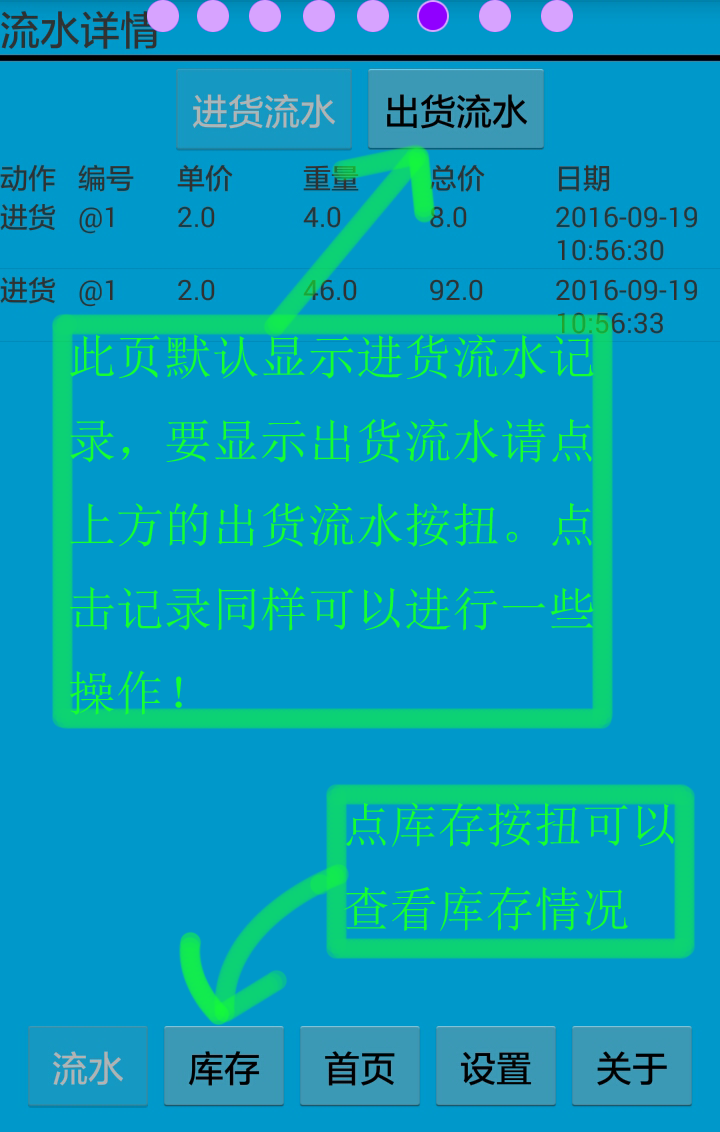 流水详情
进货流水 出货流水
动作 编号 单价 重量 总价 日期
进货 @1 2.0 4.0 8.0 2016-09-19
10:56:30
进货 @1 2.0 46.0 92.0 2016-09-19
10:56:33
此页默认显示进货流水记
录，要显示出货流水请点
上方的出货流水按扭。点
击记录同样可以进行一些
操作！
点库存按扭可以
查看库存情况
流水 库存 首页 设置 关于